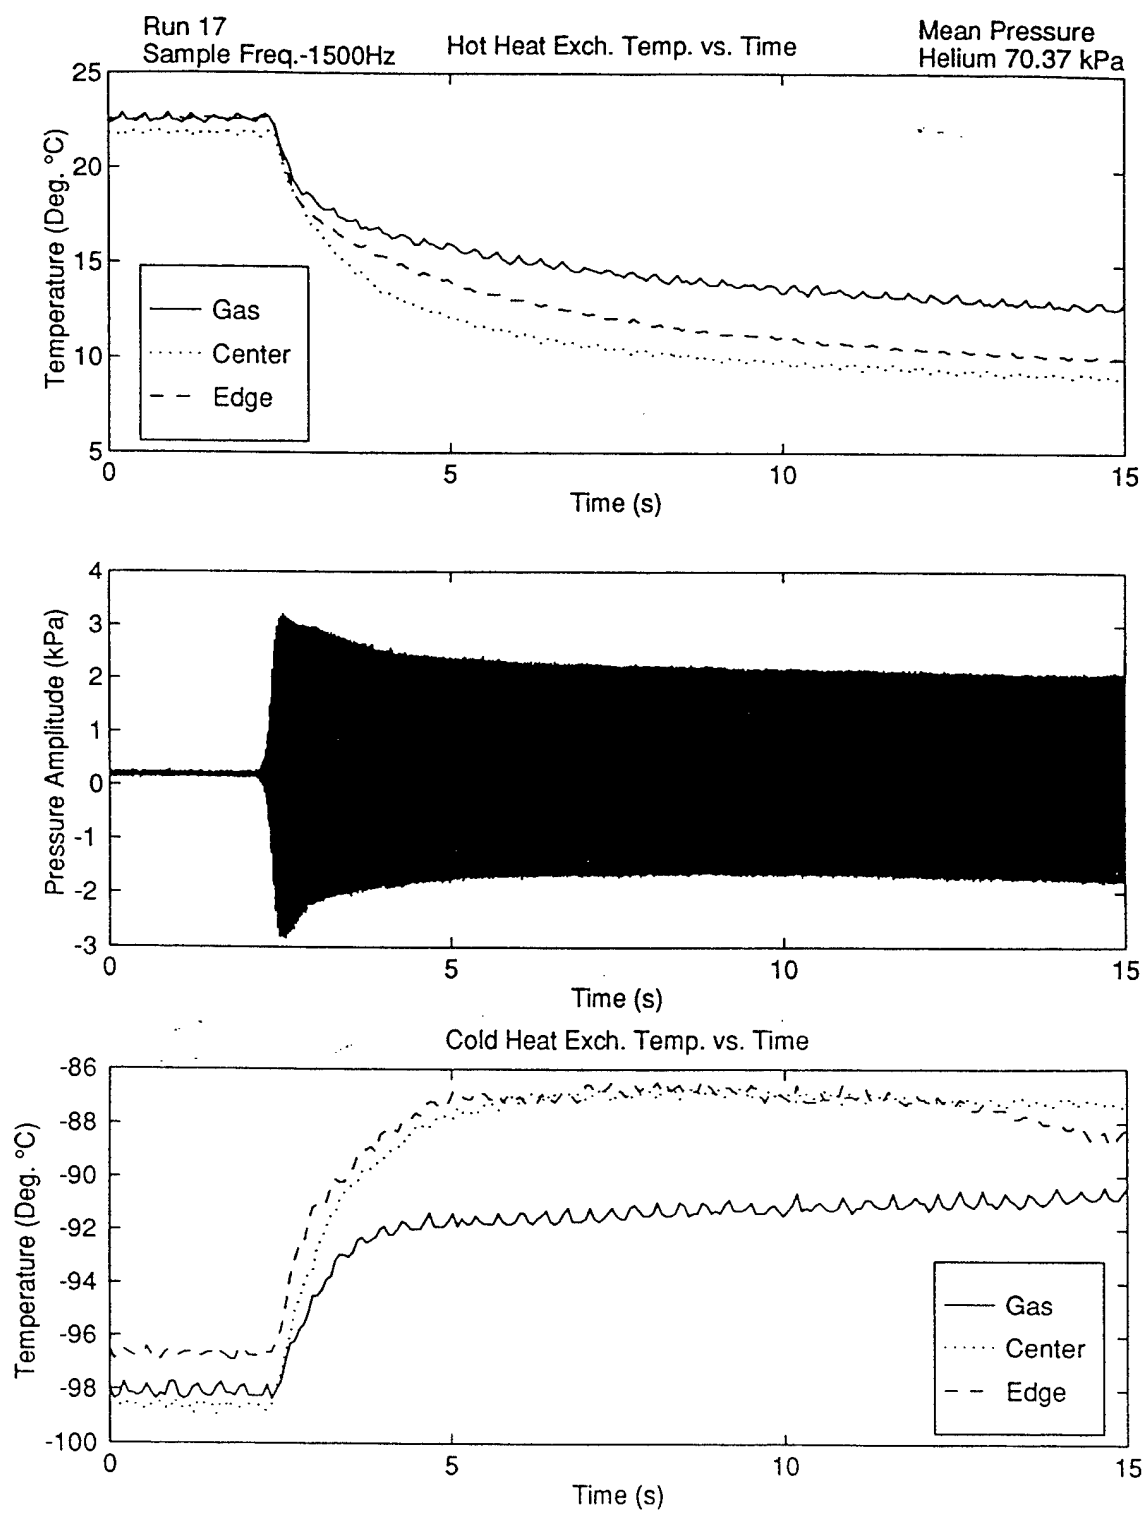 Run 17
Sample Freq.-1500Hz
Hot Heat Exch. Temp. vs. Time
Mean Pressure
Helium 70.37 kPa
25
20
15
10
5
Temperature (Deg. °C)
Gas
Center
Edge
0
5
10
15
Time (s)
4
3
2
1
0
-1
-2
-3
Pressure Amplitude (kPa)
0
5
10
15
Time (s)
Cold Heat Exch. Temp. vs. Time
-86
-88
-90
-92
-94
-96
-98
-100
Temperature (Deg. °C)
Gas
Center
Edge
0
5
10
15
Time (s)